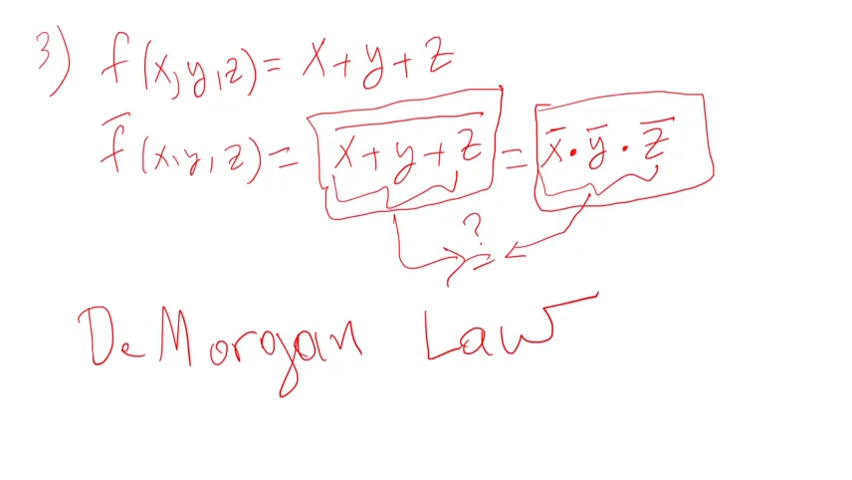 3) f(x,y,z) = x+y+z
f̅(x,y,z) = x̅+̅y̅+̅z̅ = x̅·y̅·z̅
?
=
De Morgan Law